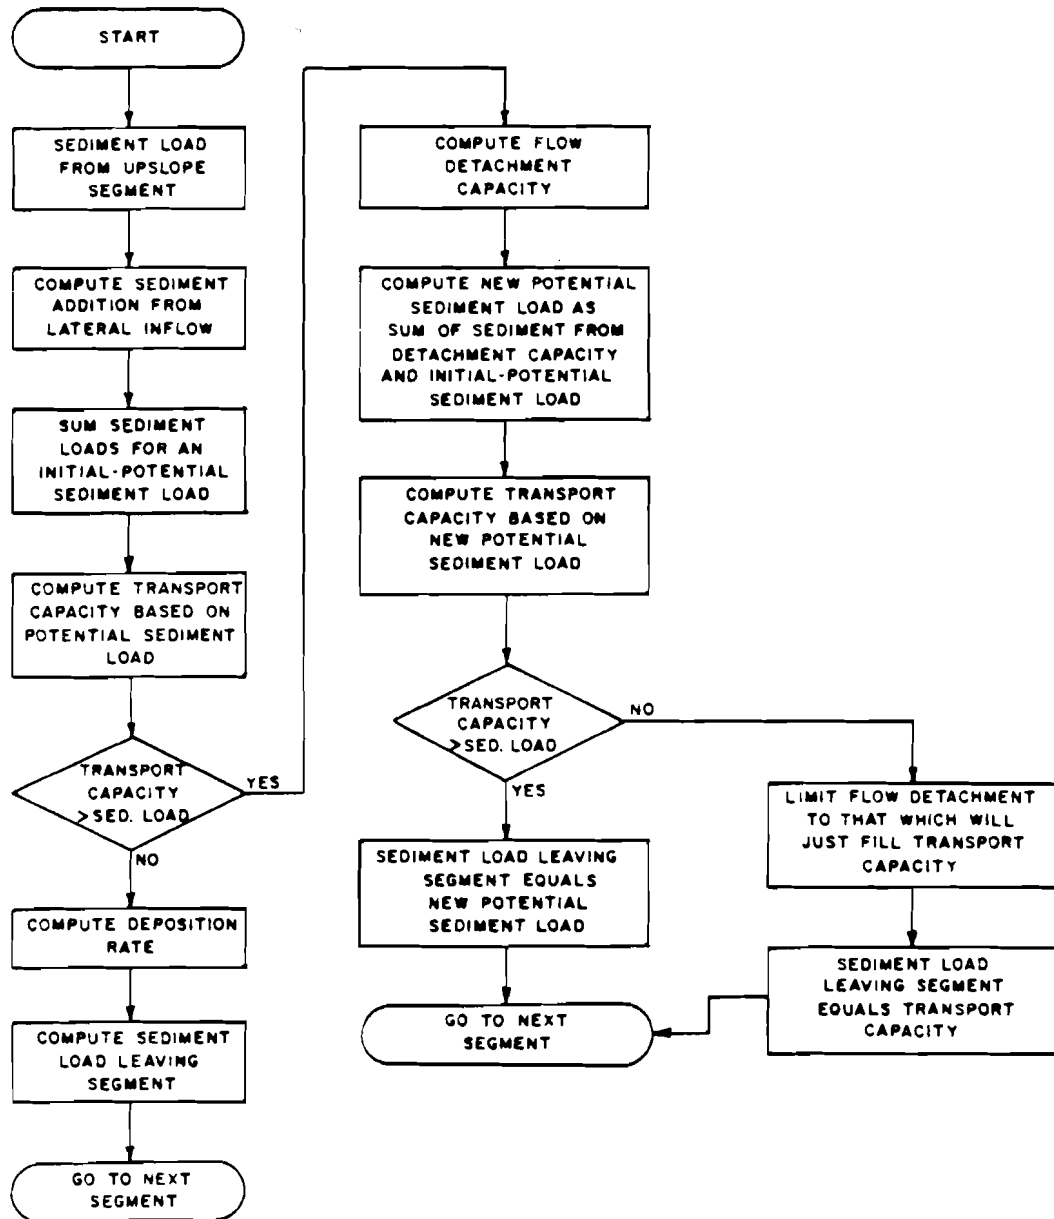 START
SEDIMENT LOAD
FROM UPSLOPE
SEGMENT
COMPUTE SEDIMENT
ADDITION FROM
LATERAL INFLOW
SUM SEDIMENT
LOADS FOR AN
INITIAL-POTENTIAL
SEDIMENT LOAD
COMPUTE TRANSPORT
CAPACITY BASED ON
POTENTIAL SEDIMENT
LOAD
TRANSPORT
CAPACITY
>SED. LOAD
YES
NO
COMPUTE DEPOSITION
RATE
COMPUTE SEDIMENT
LOAD LEAVING
SEGMENT
GO TO NEXT
SEGMENT
COMPUTE FLOW
DETACHMENT
CAPACITY
COMPUTE NEW POTENTIAL
SEDIMENT LOAD AS
SUM OF SEDIMENT FROM
DETACHMENT CAPACITY
AND INITIAL-POTENTIAL
SEDIMENT LOAD
COMPUTE TRANSPORT
CAPACITY BASED ON
NEW POTENTIAL
SEDIMENT LOAD
TRANSPORT
CAPACITY
>SED. LOAD
NO
YES
SEDIMENT LOAD LEAVING
SEGMENT EQUALS
NEW POTENTIAL
SEDIMENT LOAD
GO TO NEXT
SEGMENT
LIMIT FLOW DETACHMENT
TO THAT WHICH WILL
JUST FILL TRANSPORT
CAPACITY
SEDIMENT LOAD
LEAVING SEGMENT
EQUALS TRANSPORT
CAPACITY